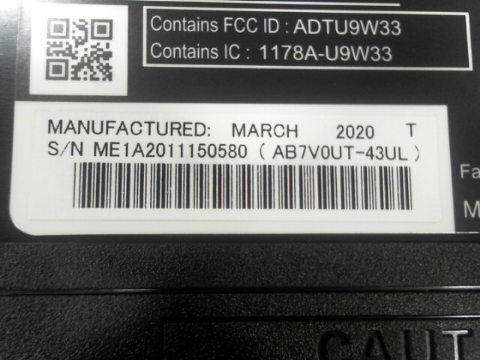 Contains FCC ID : ADTU9W33
Contains IC : 1178A-U9W33
MANUFACTURED: MARCH 2020 T
S/N ME1A2011150580 ( AB7V0UT-43UL )